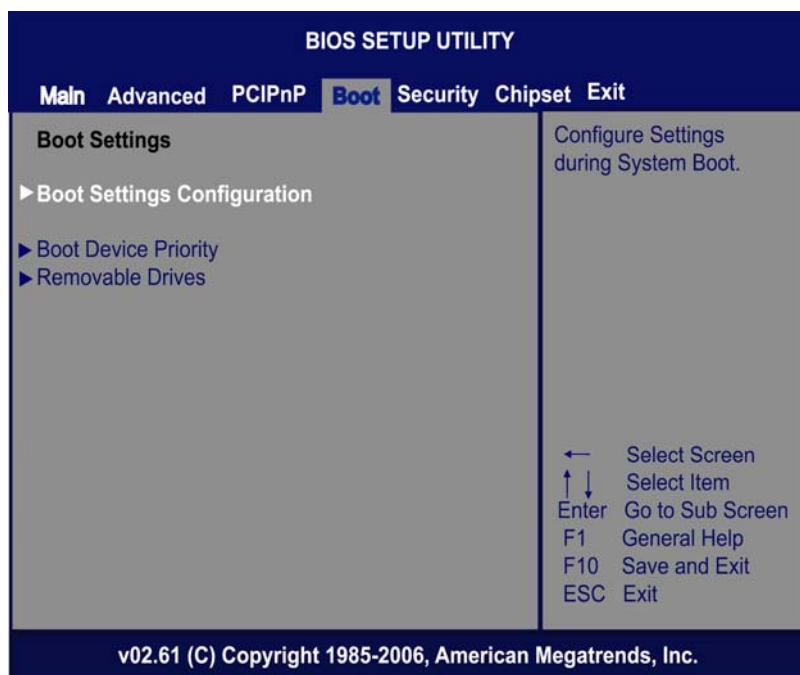 BIOS SETUP UTILITY
Main Advanced PCIPnP Boot Security Chipset Exit
Boot Settings
Boot Settings Configuration
Boot Device Priority
Removable Drives
Configure Settings
during System Boot.
← Select Screen
↑ ↓ Select Item
Enter Go to Sub Screen
F1 General Help
F10 Save and Exit
ESC Exit
v02.61 (C) Copyright 1985-2006, American Megatrends, Inc.